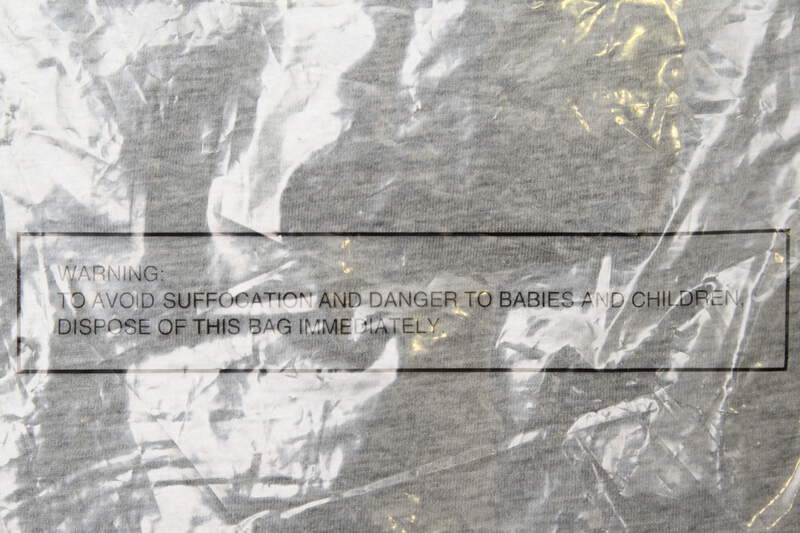 WARNING:
TO AVOID SUFFOCATION AND DANGER TO BABIES AND CHILDREN,
DISPOSE OF THIS BAG IMMEDIATELY.